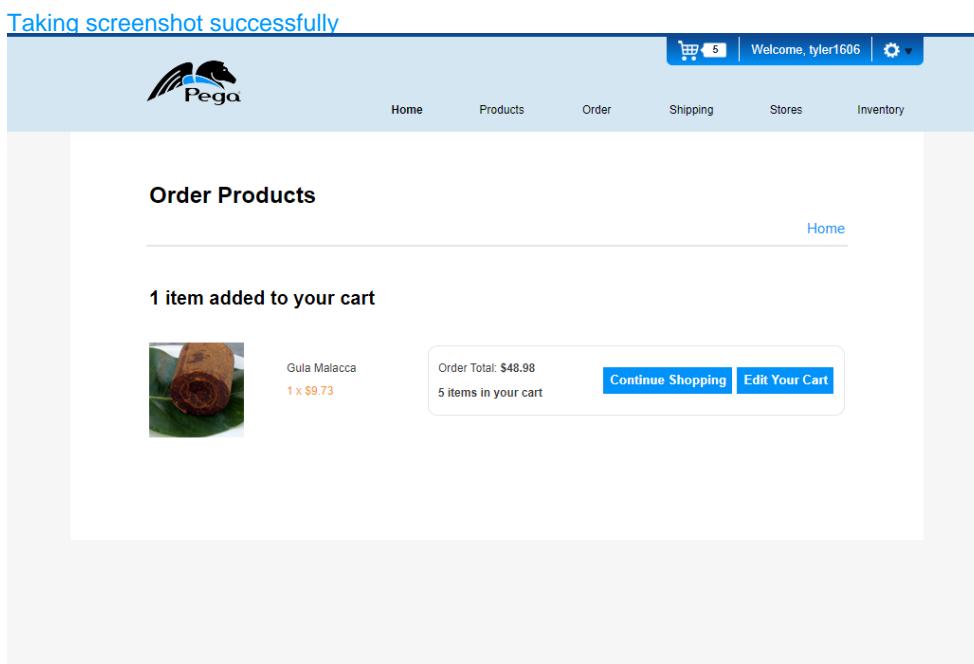 Taking screenshot successfully
5
Welcome, tyler1606
Pega
Home Products Order Shipping Stores Inventory
Order Products
Home
1 item added to your cart
Gula Malacca
1 x $9.73
Order Total: $48.98
5 items in your cart
Continue Shopping Edit Your Cart